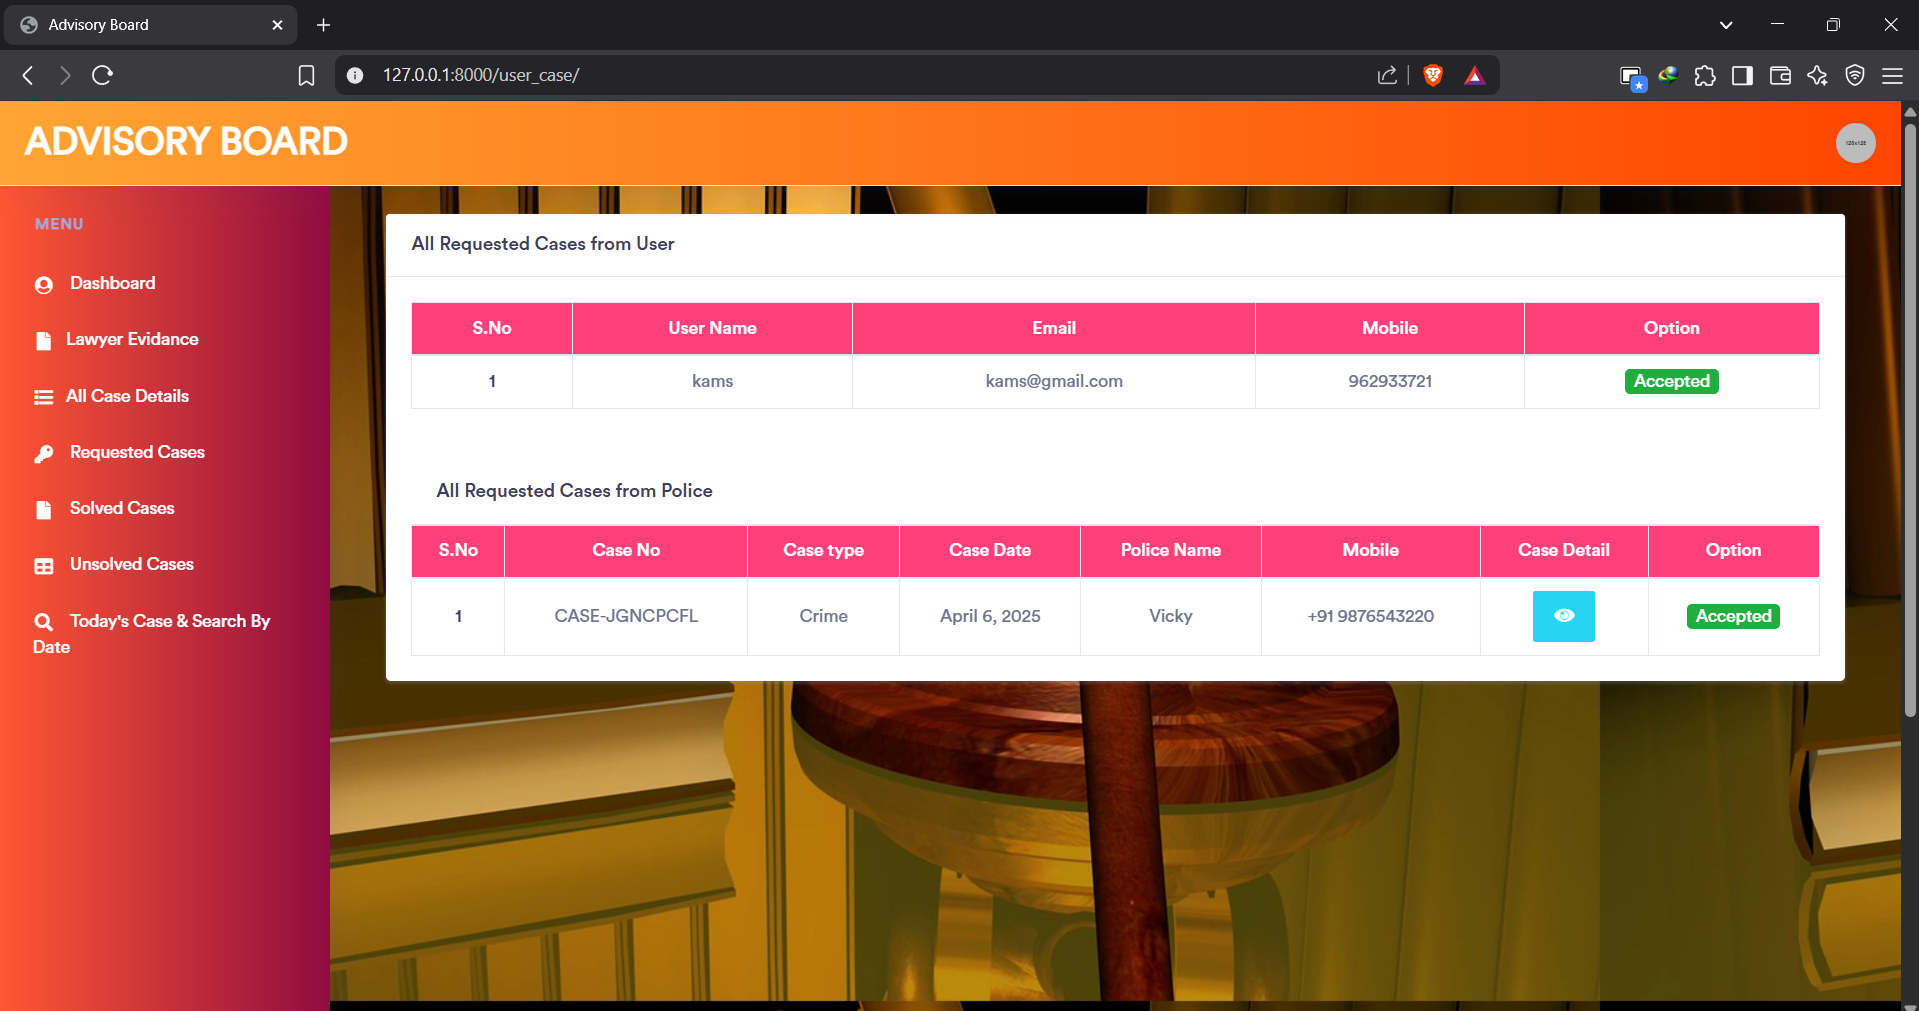 Advisory Board
127.0.0.1:8000/user_case/
ADVISORY BOARD
128x128
MENU
Dashboard
Lawyer Evidance
All Case Details
Requested Cases
Solved Cases
Unsolved Cases
Today's Case & Search By
Date
All Requested Cases from User
S.No User Name Email Mobile Option
1 kams kams@gmail.com 962933721 Accepted
All Requested Cases from Police
S.No Case No Case type Case Date Police Name Mobile Case Detail Option
1 CASE-JGNCPCFL Crime April 6, 2025 Vicky +91 9876543220 Accepted